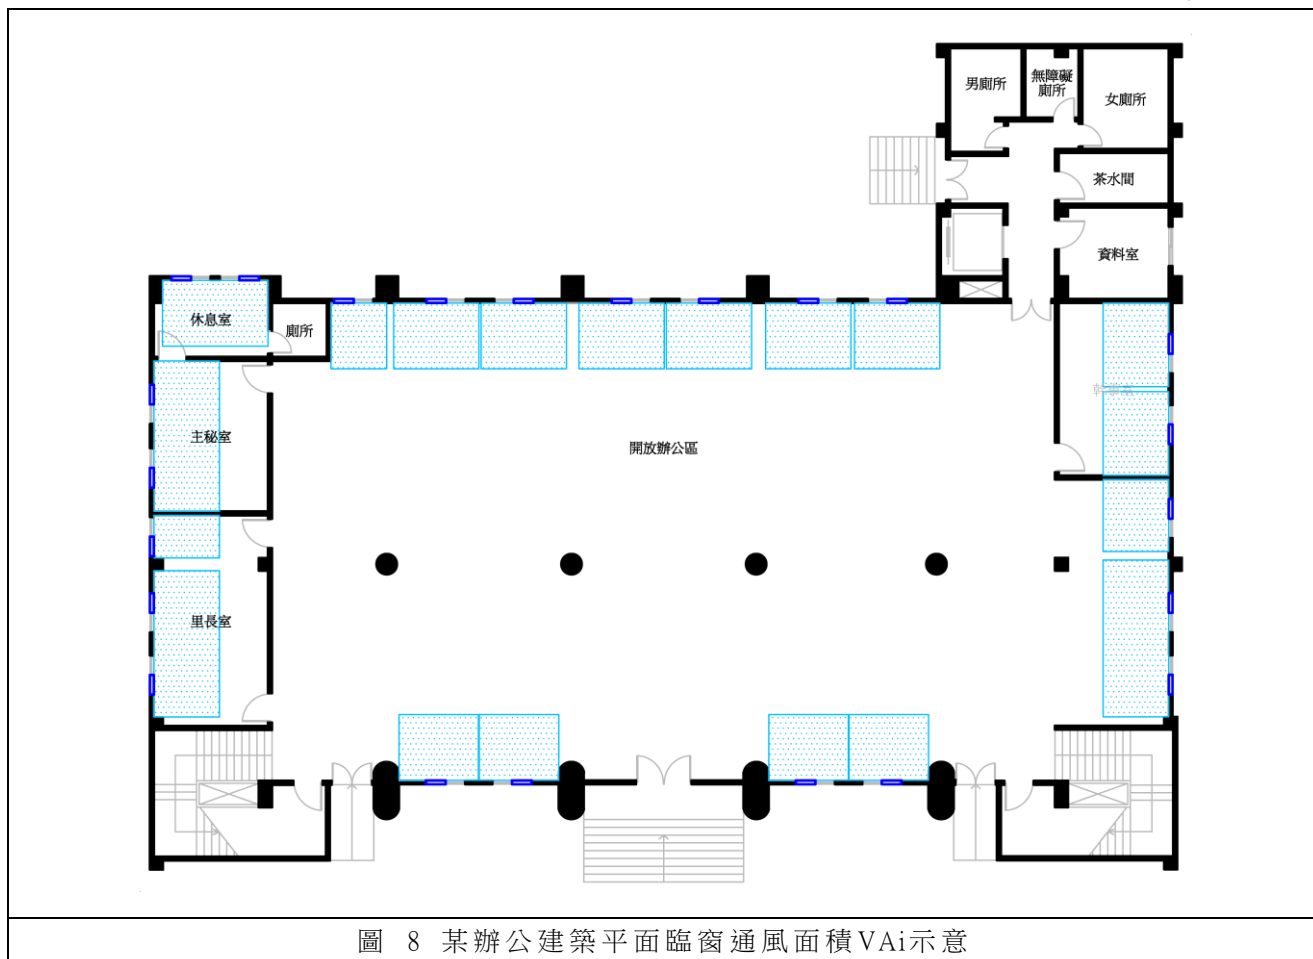 男廁所
無障礙
廁所
女廁所
茶水間
資料室
休息室
廁所
主秘室
開放辦公區
里長室
圖 8 某辦公建築平面臨窗通風面積VAi示意